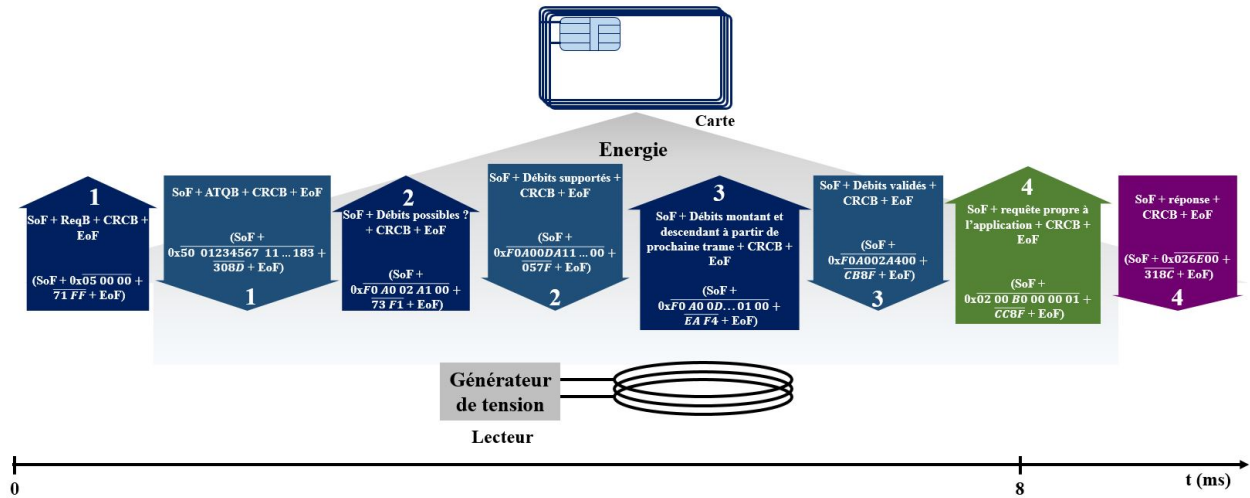 Carte
Energie
1
SoF + ReqB + CRCB +
EoF
(SoF + 0x05 00 00 +
71 FF + EoF)
SoF + ATQB + CRCB + EoF
(SoF +
0x50 01234567 11 ...183 +
308D + EoF)
1
2
SoF + Débits possibles ?
+ CRCB + EoF
(SoF +
0xF0 A0 02 A1 00 +
73 F1 + EoF)
SoF + Débits supportés +
CRCB + EoF
(SoF +
0xF0A00DA11 ... 00 +
057F + EoF)
2
3
SoF + Débits montant et
descendant à partir de
prochaine trame + CRCB +
EoF
(SoF +
0xF0 A0 0D... 01 00 +
EA F4 + EoF)
SoF + Débits validés +
CRCB + EoF
(SoF +
0xF0A002A400 +
CB8F + EoF)
3
4
SoF + requête propre à
l'application + CRCB +
EoF
(SoF +
0x02 00 B0 00 00 01 +
CC8F + EoF)
SoF + réponse +
CRCB + EoF
(SoF + 0x026E00 +
318C + EoF)
4
Générateur
de tension
Lecteur
0
8
t (ms)